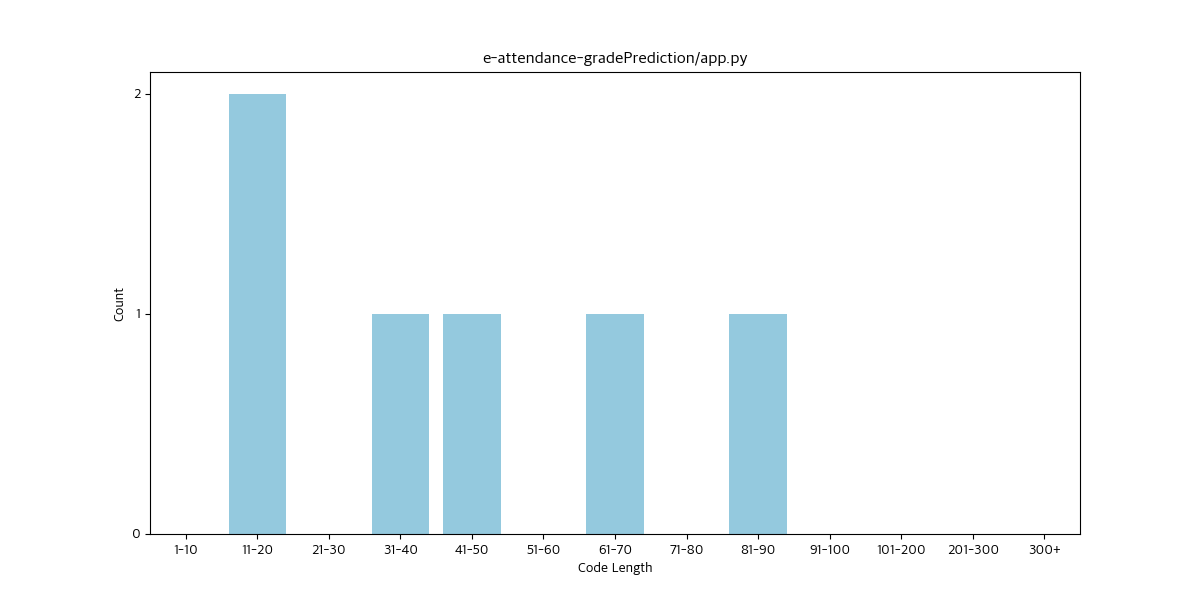 e-attendance-gradePrediction/app.py
Count
2
1
0
1-10 11-20 21-30 31-40 41-50 51-60 61-70 71-80 81-90 91-100 101-200 201-300 300+
Code Length